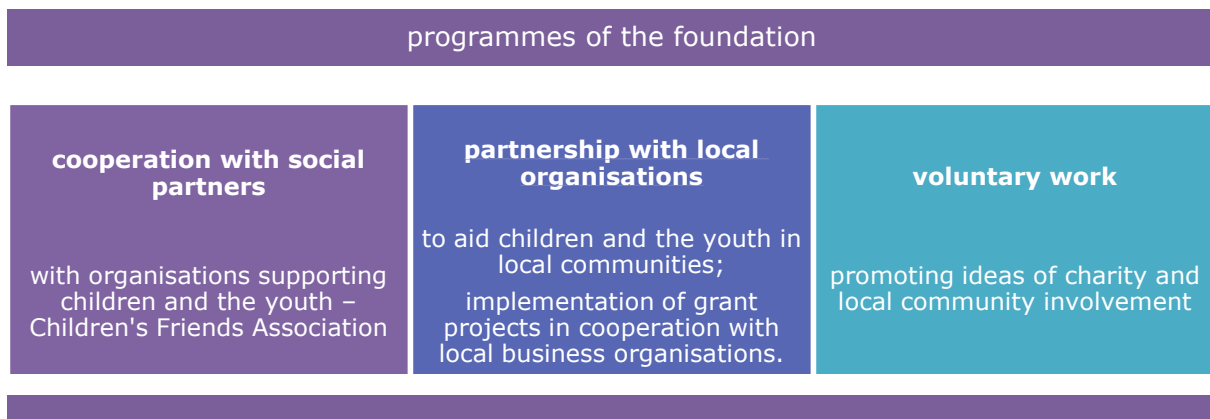 programmes of the foundation
cooperation with social
partners
with organisations supporting
children and the youth –
Children's Friends Association
partnership with local
organisations
to aid children and the youth in
local communities;
implementation of grant
projects in cooperation with
local business organisations.
voluntary work
promoting ideas of charity and
local community involvement